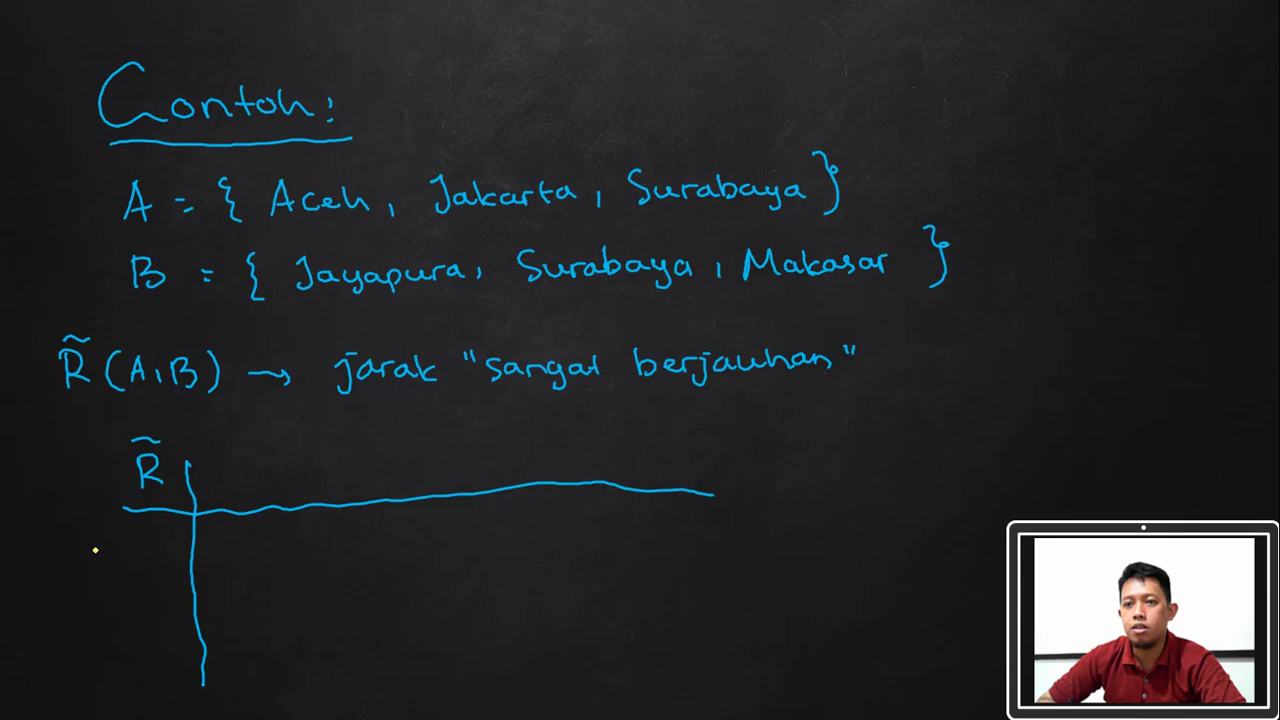 Contoh:
A = { Aceh, Jakarta, Surabaya }
B = { Jayapura, Surabaya, Makasar }
R̃ (A,B) → jarak "sangat berjauhan"
R̃